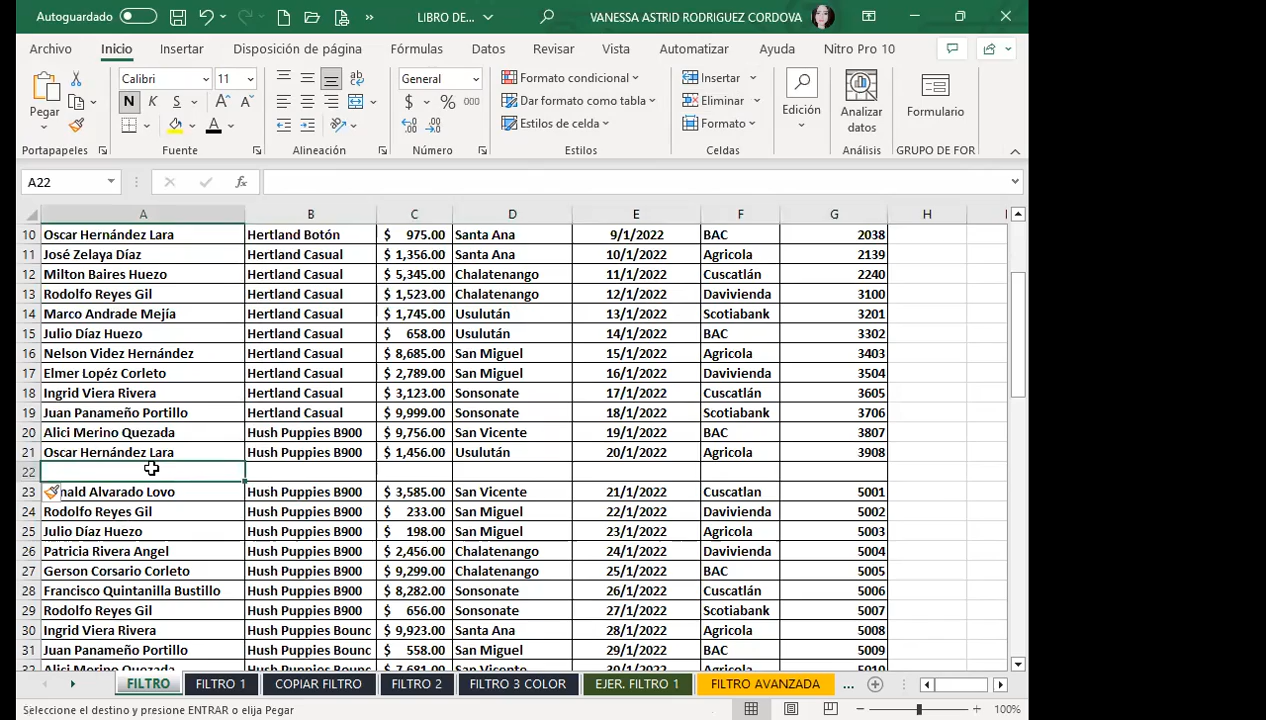 Autoguardado LIBRO DE... VANESSA ASTRID RODRIGUEZ CORDOVA
Archivo Inicio Insertar Disposición de página Fórmulas Datos Revisar Vista Automatizar Ayuda Nitro Pro 10
Pegar Calibri 11 General Formato condicional Insertar Edición Analizar datos Formulario
N K S $ % 000 Dar formato como tabla Eliminar
Estilos de celda Formato
Portapapeles Fuente Alineación Número Estilos Celdas Análisis GRUPO DE FOR
A22 fx
A B C D E F G H I
10 Oscar Hernández Lara Hertland Botón $ 975.00 Santa Ana 9/1/2022 BAC 2038
11 José Zelaya Díaz Hertland Casual $ 1,356.00 Santa Ana 10/1/2022 Agricola 2139
12 Milton Baires Huezo Hertland Casual $ 5,345.00 Chalatenango 11/1/2022 Cuscatlán 2240
13 Rodolfo Reyes Gil Hertland Casual $ 1,523.00 Chalatenango 12/1/2022 Davivienda 3100
14 Marco Andrade Mejía Hertland Casual $ 1,745.00 Usulután 13/1/2022 Scotiabank 3201
15 Julio Díaz Huezo Hertland Casual $ 658.00 Usulután 14/1/2022 BAC 3302
16 Nelson Videz Hernández Hertland Casual $ 8,685.00 San Miguel 15/1/2022 Agricola 3403
17 Elmer Lopéz Corleto Hertland Casual $ 2,789.00 San Miguel 16/1/2022 Davivienda 3504
18 Ingrid Viera Rivera Hertland Casual $ 3,123.00 Sonsonate 17/1/2022 Cuscatlán 3605
19 Juan Panameño Portillo Hertland Casual $ 9,999.00 Sonsonate 18/1/2022 Scotiabank 3706
20 Alici Merino Quezada Hush Puppies B900 $ 9,756.00 San Vicente 19/1/2022 BAC 3807
21 Oscar Hernández Lara Hush Puppies B900 $ 1,456.00 Usulután 20/1/2022 Agricola 3908
22
23 nald Alvarado Lovo Hush Puppies B900 $ 3,585.00 San Vicente 21/1/2022 Cuscatlan 5001
24 Rodolfo Reyes Gil Hush Puppies B900 $ 233.00 San Miguel 22/1/2022 Davivienda 5002
25 Julio Díaz Huezo Hush Puppies B900 $ 198.00 San Miguel 23/1/2022 Agricola 5003
26 Patricia Rivera Angel Hush Puppies B900 $ 2,456.00 Chalatenango 24/1/2022 Davivienda 5004
27 Gerson Corsario Corleto Hush Puppies B900 $ 9,299.00 Chalatenango 25/1/2022 BAC 5005
28 Francisco Quintanilla Bustillo Hush Puppies B900 $ 8,282.00 Sonsonate 26/1/2022 Cuscatlán 5006
29 Rodolfo Reyes Gil Hush Puppies B900 $ 656.00 Sonsonate 27/1/2022 Scotiabank 5007
30 Ingrid Viera Rivera Hush Puppies Bounc $ 9,923.00 Santa Ana 28/1/2022 Agricola 5008
31 Juan Panameño Portillo Hush Puppies Bounc $ 558.00 San Miguel 29/1/2022 BAC 5009
32 Alici Merino Quezada Hush Puppies Bounc $ 7,681.00 San Vicente 30/1/2022 Agricola 5010
FILTRO FILTRO 1 COPIAR FILTRO FILTRO 2 FILTRO 3 COLOR EJER. FILTRO 1 FILTRO AVANZADA ...
Seleccione el destino y presione ENTRAR o elija Pegar 100%